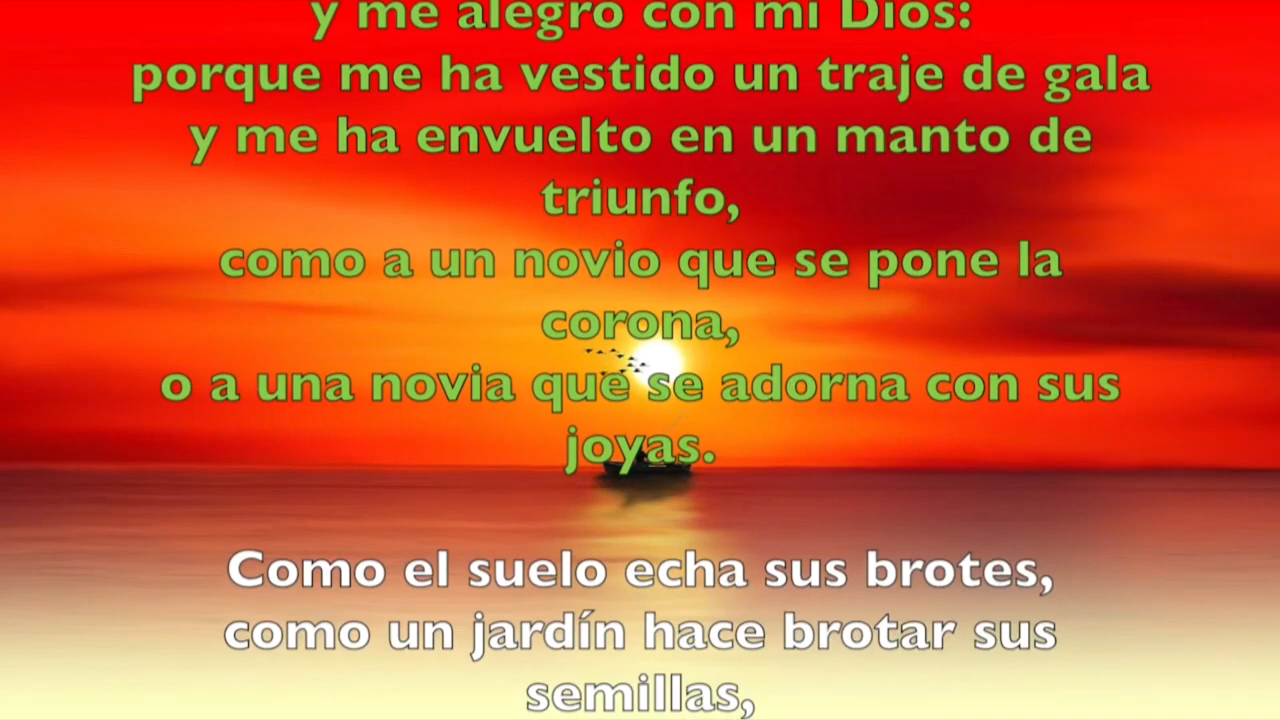 y me alegro con mi Dios:
porque me ha vestido un traje de gala
y me ha envuelto en un manto de
triunfo,
como a un novio que se pone la
corona,
o a una novia que se adorna con sus
joyas.
Como el suelo echa sus brotes,
como un jardín hace brotar sus
semillas,